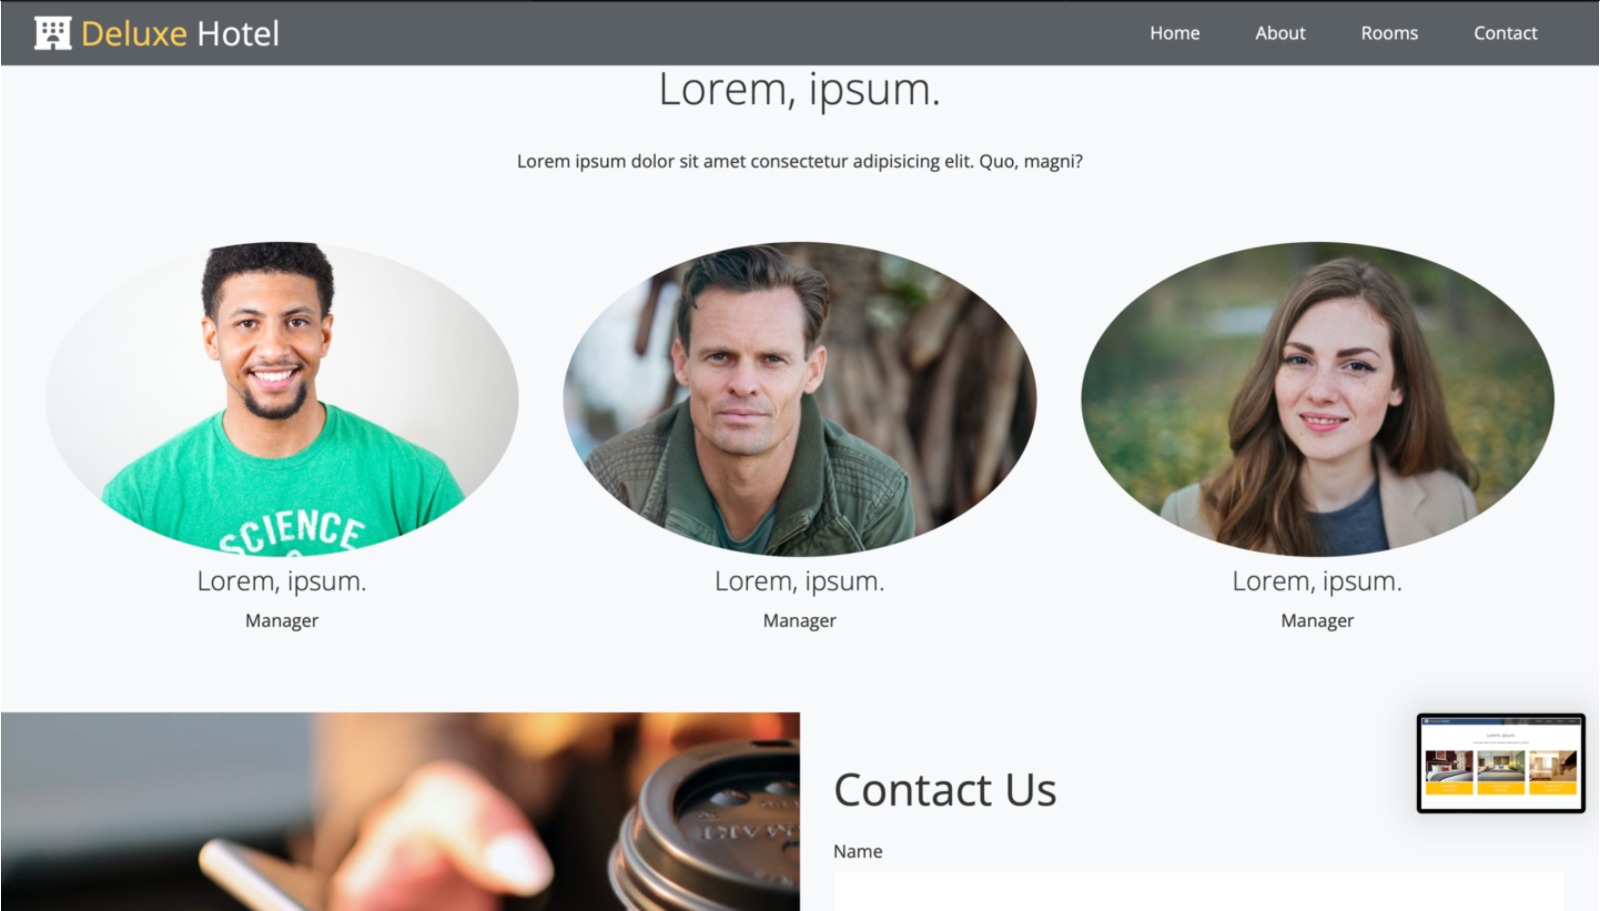 Deluxe Hotel
Home About Rooms Contact
Lorem, ipsum.
Lorem ipsum dolor sit amet consectetur adipisicing elit. Quo, magni?
SCIENCE
Lorem, ipsum.
Manager
Lorem, ipsum.
Manager
Lorem, ipsum.
Manager
Contact Us
Name